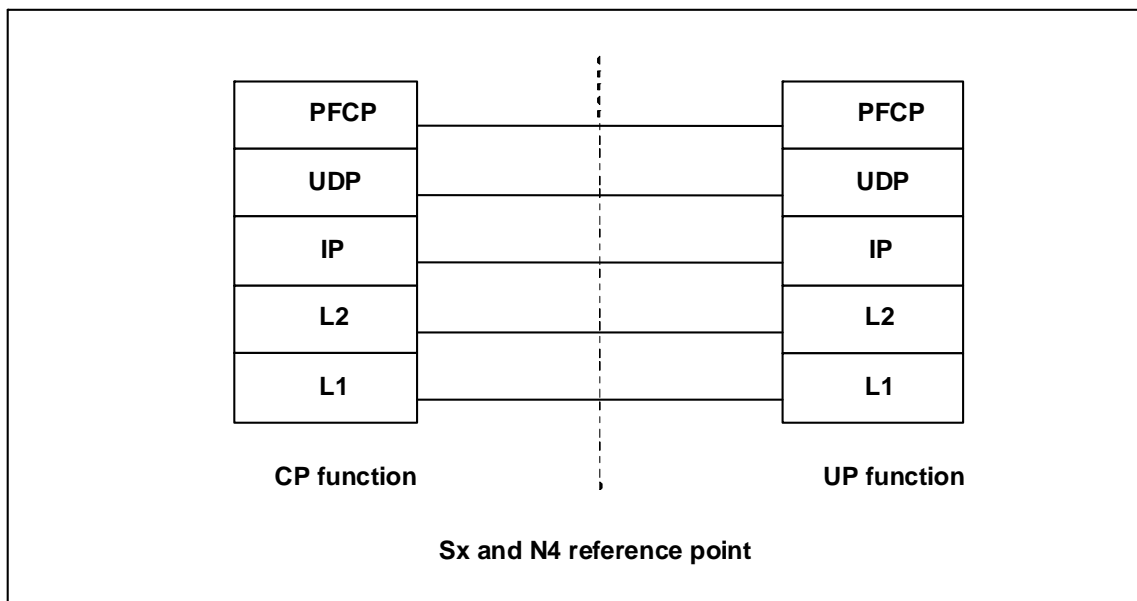 PFCP
PFCP
UDP
UDP
IP
IP
L2
L2
L1
L1
CP function
UP function
Sx and N4 reference point